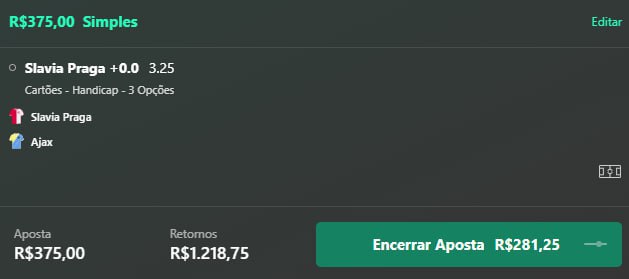 R$375,00 Simples
Editar
Slavia Praga +0.0 3.25
Cartões - Handicap - 3 Opções
Slavia Praga
Ajax
Aposta
R$375,00
Retornos
R$1.218,75
Encerrar Aposta R$281,25